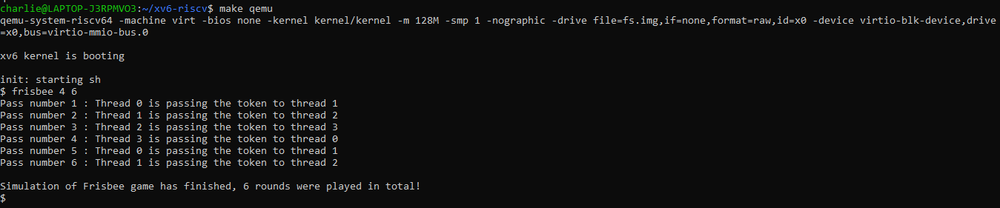 charlie@LAPTOP-J3RPMVO3:~/xv6-riscv$ make qemu
qemu-system-riscv64 -machine virt -bios none -kernel kernel/kernel -m 128M -smp 1 -nographic -drive file=fs.img,if=none,format=raw,id=x0 -device virtio-blk-device,drive
=x0,bus=virtio-mmio-bus.0
xv6 kernel is booting
init: starting sh
$ frisbee 4 6
Pass number 1 : Thread 0 is passing the token to thread 1
Pass number 2 : Thread 1 is passing the token to thread 2
Pass number 3 : Thread 2 is passing the token to thread 3
Pass number 4 : Thread 3 is passing the token to thread 0
Pass number 5 : Thread 0 is passing the token to thread 1
Pass number 6 : Thread 1 is passing the token to thread 2
Simulation of Frisbee game has finished, 6 rounds were played in total!
$